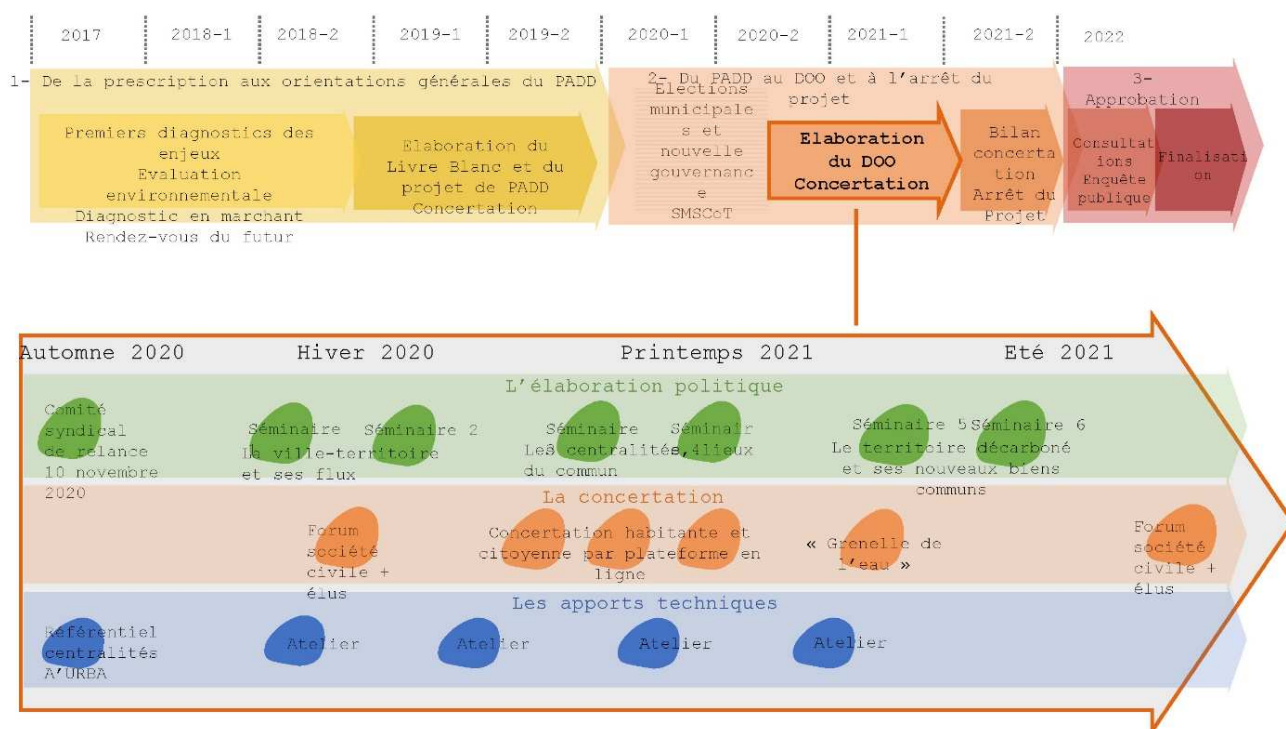 2017 2018-1 2018-2 2019-1 2019-2 2020-1 2020-2 2021-1 2021-2 2022
1- De la prescription aux orientations générales du PADD
2- Du PADD au DOO et à l'arrêt du
projet
3-
Approbation
Premiers diagnostics des
enjeux
Evaluation
environnementale
Diagnostic en marchant
Rendez-vous du futur
Elaboration du
Livre Blanc et du
projet de PADD
Concertation
Elections
municipale
s et
nouvelle
gouvernanc
e
SMSCoT
Elaboration
du DOO
Concertation
Bilan
concerta
tion
Arrêt du
Projet
Consultat
ions
Enquête
publique
Finalisati
on
Automne 2020 Hiver 2020 Printemps 2021 Eté 2021
L'élaboration politique
Comité
syndical
de relance
10 novembre
2020
Séminaire
La ville-territoire
et ses flux
Séminaire 2
Séminaire
3
Les centralités, lieux
du commun
Séminair
4
Séminaire 5
Séminaire 6
Le territoire décarboné
et ses nouveaux biens
communs
La concertation
Forum
société
civile +
élus
Concertation habitante et
citoyenne par plateforme en
ligne
« Grenelle de
l'eau »
Forum
société
civile +
élus
Les apports techniques
Référentiel
centralités
A'URBA
Atelier
Atelier
Atelier
Atelier